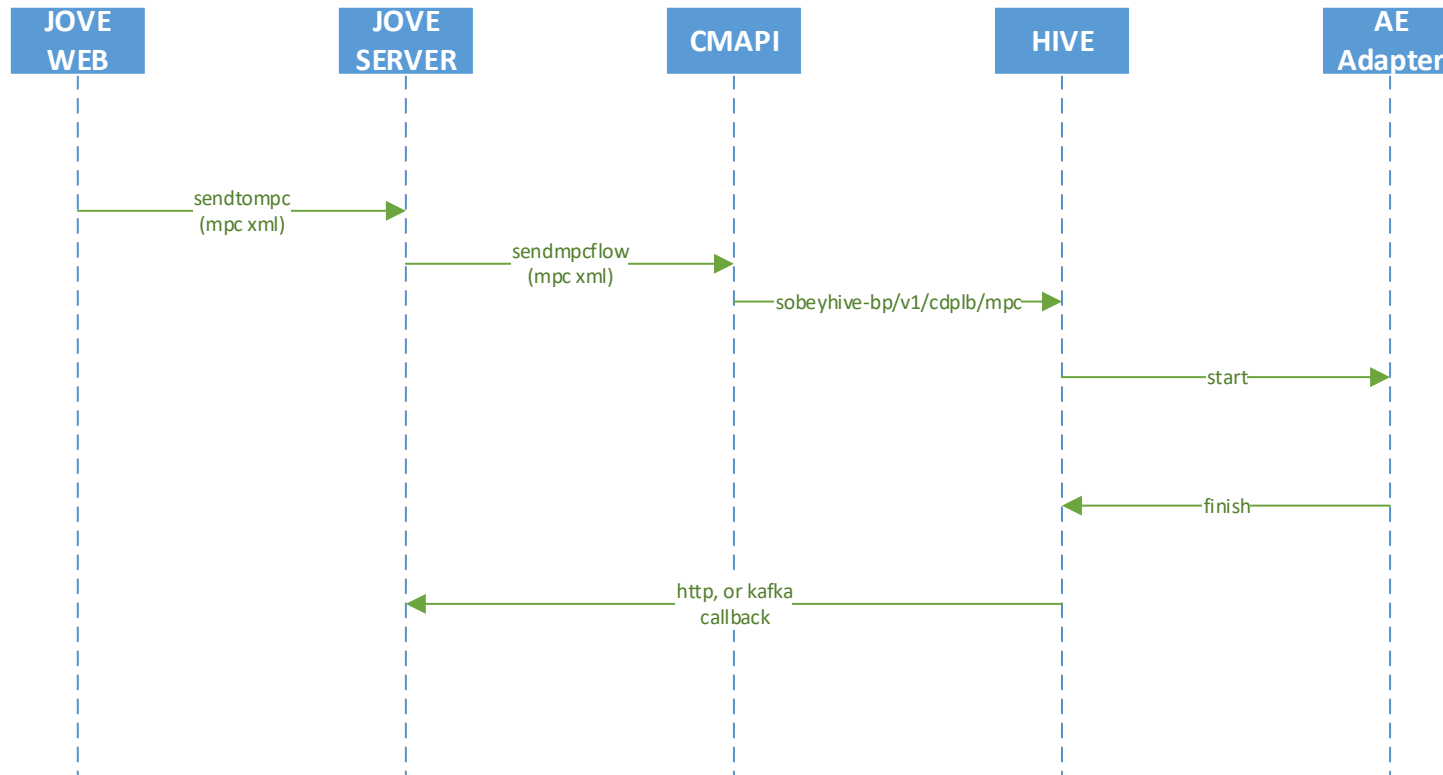 JOVE
WEB
JOVE
SERVER
CMAPI
HIVE
AE
Adapter
sendtompc
(mpc xml)
sendmpcflow
(mpc xml)
sobeyhive-bp/v1/cdplb/mpc
start
finish
http, or kafka
callback